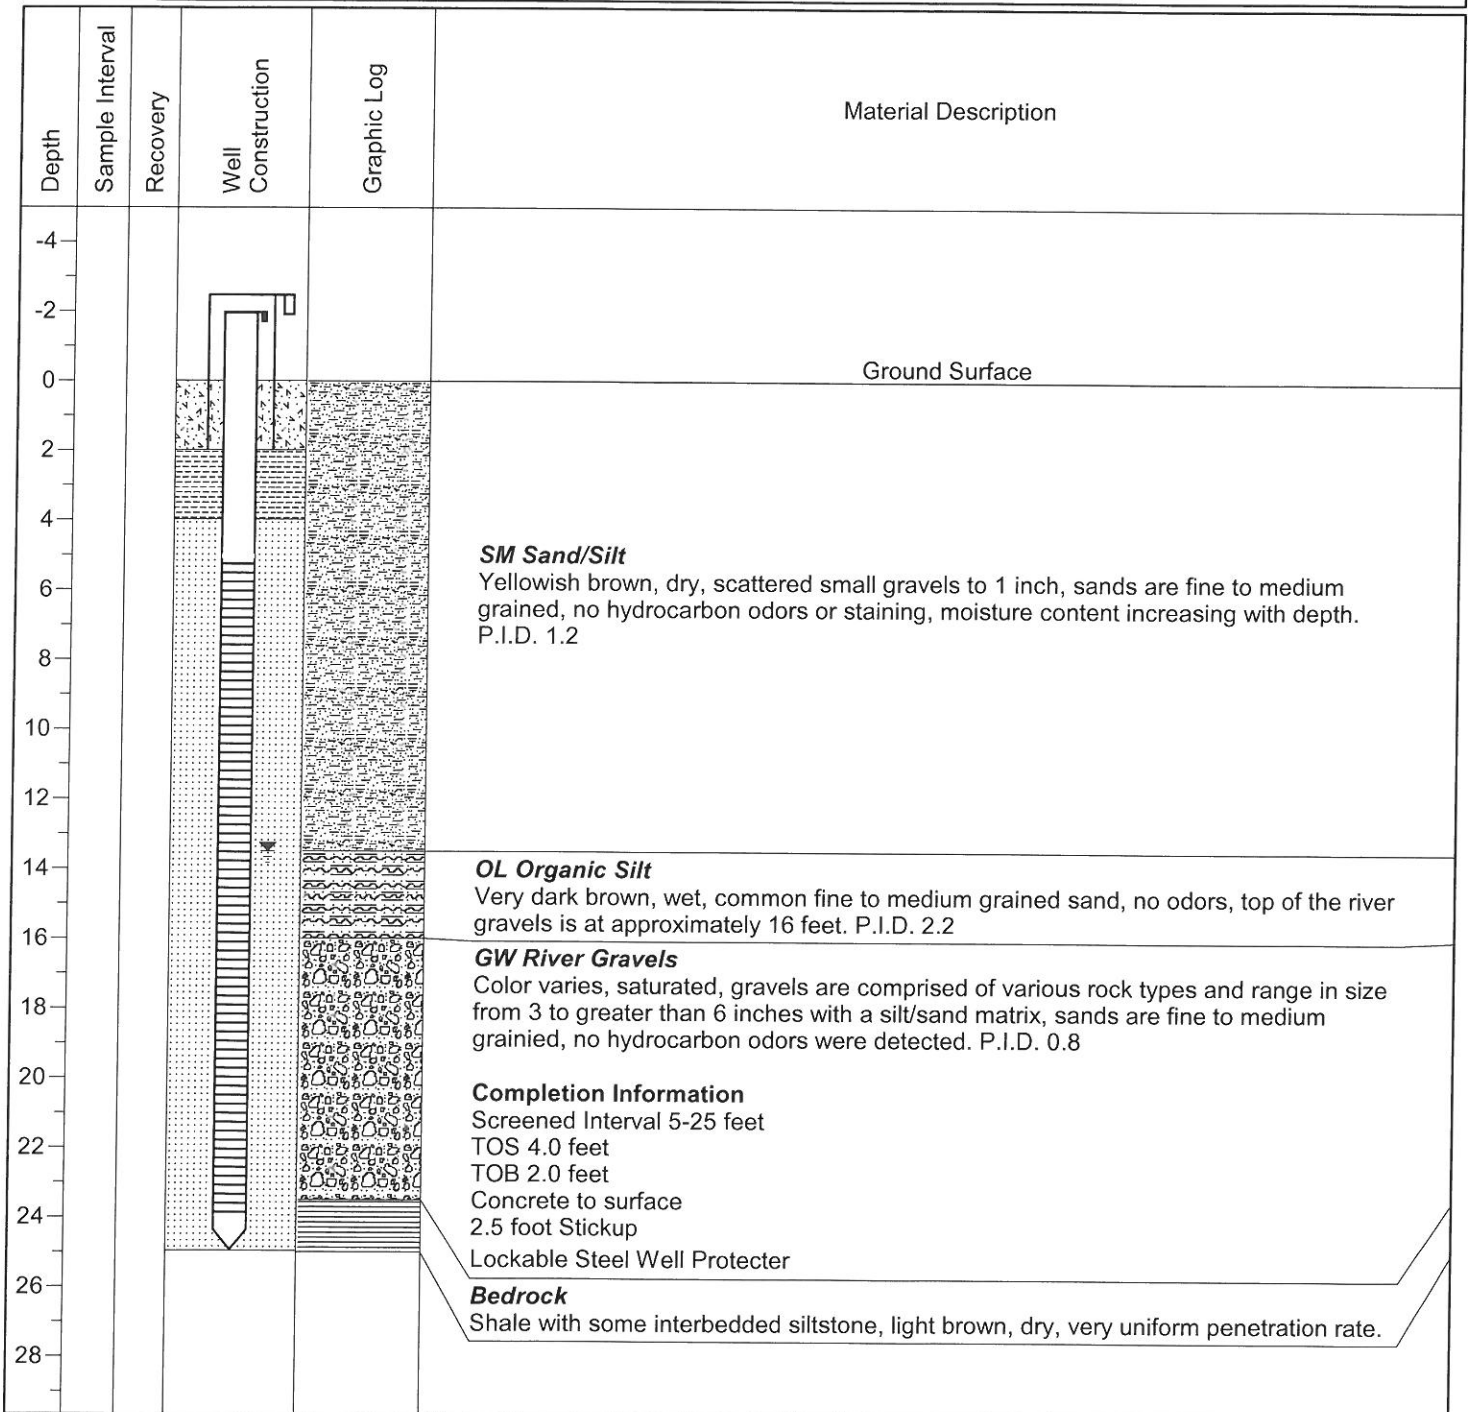 Depth
Sample Interval
Recovery
Well
Construction
Graphic Log
Material Description
-4
-2
0
Ground Surface
2
4
SM Sand/Silt
Yellowish brown, dry, scattered small gravels to 1 inch, sands are fine to medium
grained, no hydrocarbon odors or staining, moisture content increasing with depth.
P.I.D. 1.2
6
8
10
12
14
OL Organic Silt
Very dark brown, wet, common fine to medium grained sand, no odors, top of the river
gravels is at approximately 16 feet. P.I.D. 2.2
16
GW River Gravels
Color varies, saturated, gravels are comprised of various rock types and range in size
from 3 to greater than 6 inches with a silt/sand matrix, sands are fine to medium
grainied, no hydrocarbon odors were detected. P.I.D. 0.8
18
20
Completion Information
Screened Interval 5-25 feet
TOS 4.0 feet
TOB 2.0 feet
Concrete to surface
2.5 foot Stickup
Lockable Steel Well Protecter
22
24
26
Bedrock
Shale with some interbedded siltstone, light brown, dry, very uniform penetration rate.
28